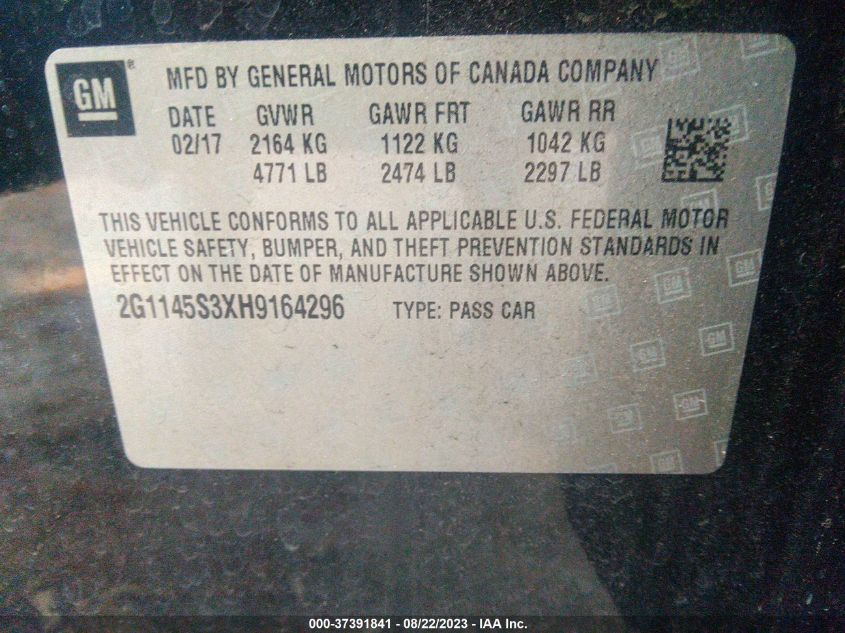 GM ®
MFD BY GENERAL MOTORS OF CANADA COMPANY
DATE GVWR GAWR FRT GAWR RR
02/17 2164 KG 1122 KG 1042 KG
4771 LB 2474 LB 2297 LB
THIS VEHICLE CONFORMS TO ALL APPLICABLE U.S. FEDERAL MOTOR
VEHICLE SAFETY, BUMPER, AND THEFT PREVENTION STANDARDS IN
EFFECT ON THE DATE OF MANUFACTURE SHOWN ABOVE.
2G1145S3XH9164296 TYPE: PASS CAR
000-37391841 - 08/22/2023 - IAA Inc.